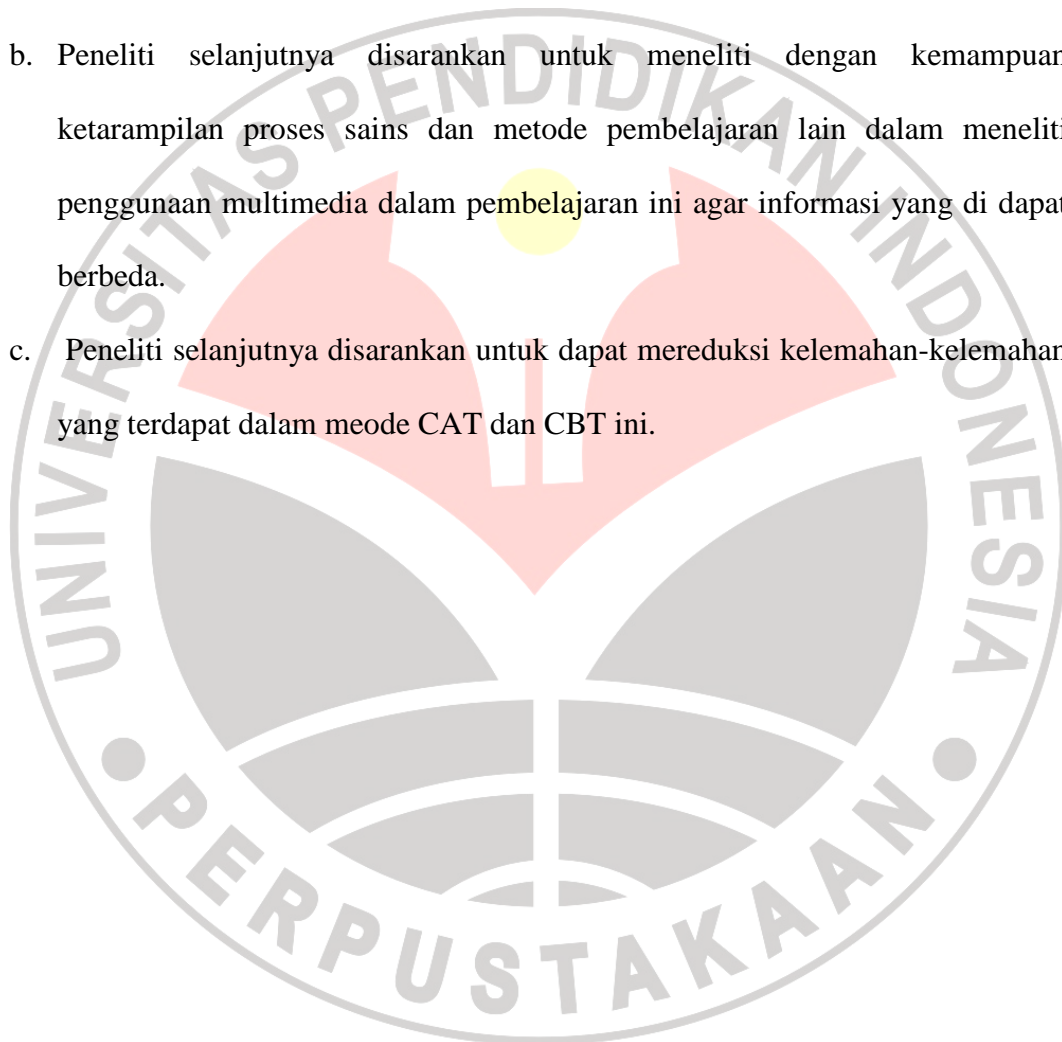 b. Peneliti selanjutnya disarankan untuk meneliti dengan kemampuan
ketarampilan proses sains dan metode pembelajaran lain dalam meneliti
penggunaan multimedia dalam pembelajaran ini agar informasi yang di dapat
berbeda.
c. Peneliti selanjutnya disarankan untuk dapat mereduksi kelemahan-kelemahan
yang terdapat dalam meode CAT dan CBT ini.
UNIVERSITAS PENDIDIKAN INDONESIA
PERPUSTAKAAN